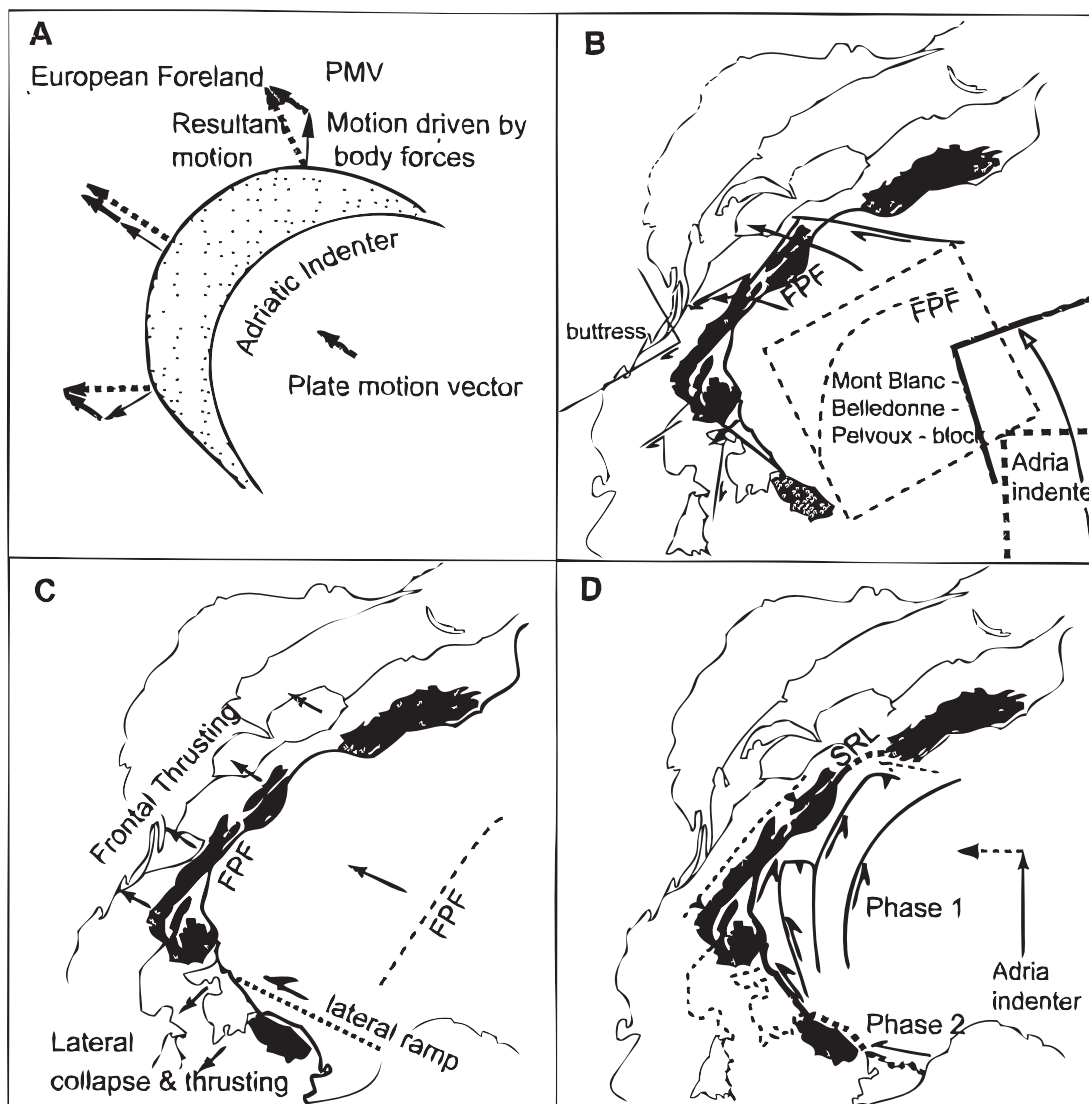 A
European Foreland
PMV
Resultant
motion
Motion driven by
body forces
Adriatic Indenter
Plate motion vector
B
FPF
FPF
buttress
Mont Blanc -
Belledonne -
Pelvoux - block
Adria
indente
C
Frontal Thrusting
FPF
FPF
lateral ramp
Lateral
collapse & thrusting
D
SRL
Phase 1
Adria
indenter
Phase 2